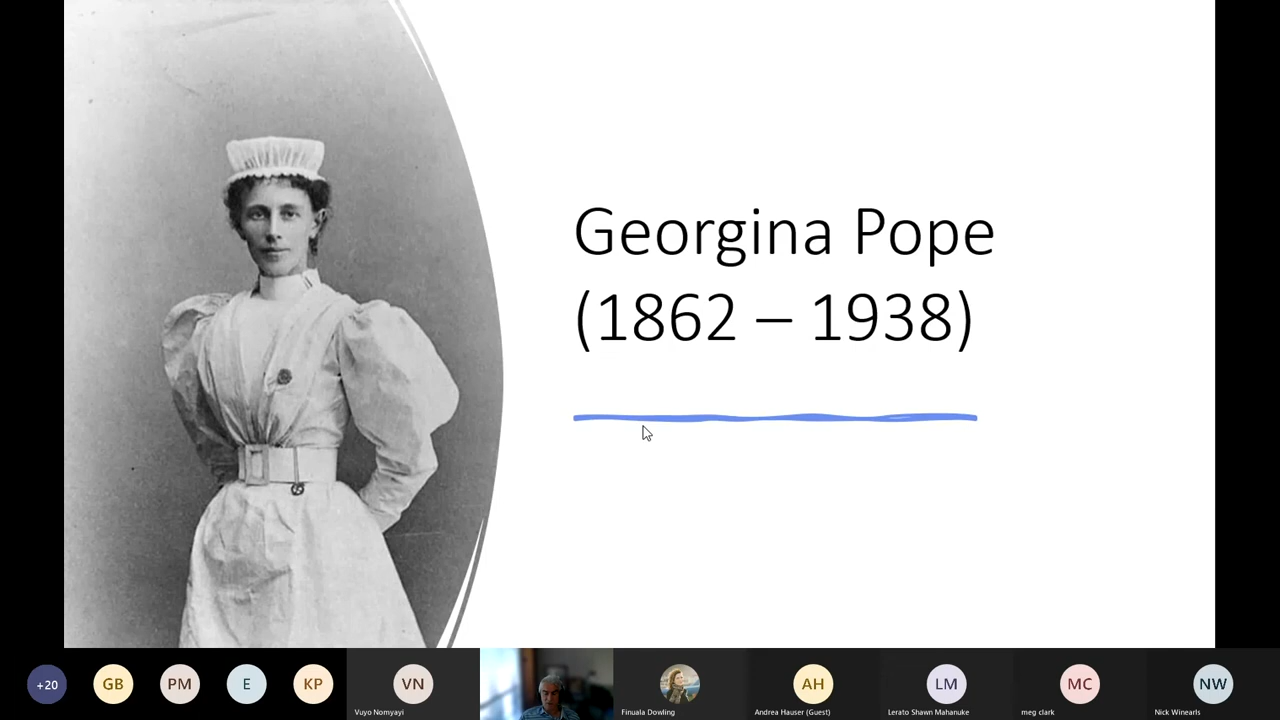 Georgina Pope
(1862 – 1938)
+20
GB
PM
E
KP
VN
AH
LM
MC
NW
Vuyo Nomyayi
Finuala Dowling
Andrea Hauser (Guest)
Lerato Shawn Mahanuke
meg clark
Nick Winearls